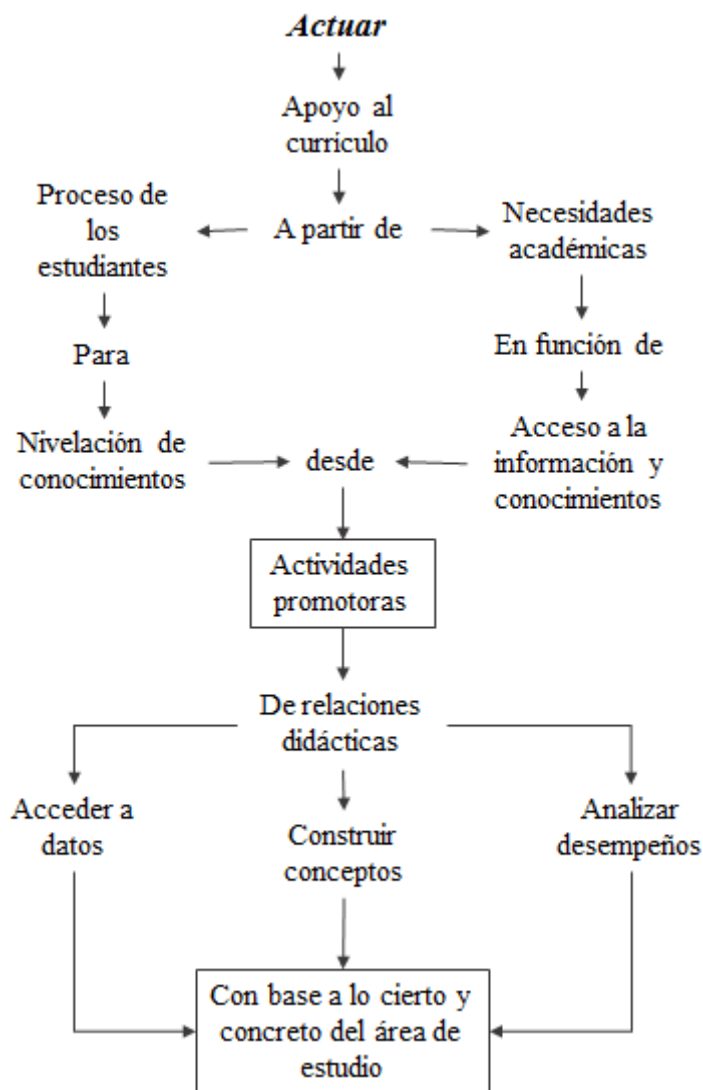 Actuar
Apoyo al
currículo
Proceso de
los
estudiantes
A partir de
Necesidades
académicas
Para
En función de
Nivelación de
conocimientos
desde
Acceso a la
información y
conocimientos
Actividades
promotoras
De relaciones
didácticas
Acceder a
datos
Construir
conceptos
Analizar
desempeños
Con base a lo cierto y
concreto del área de
estudio